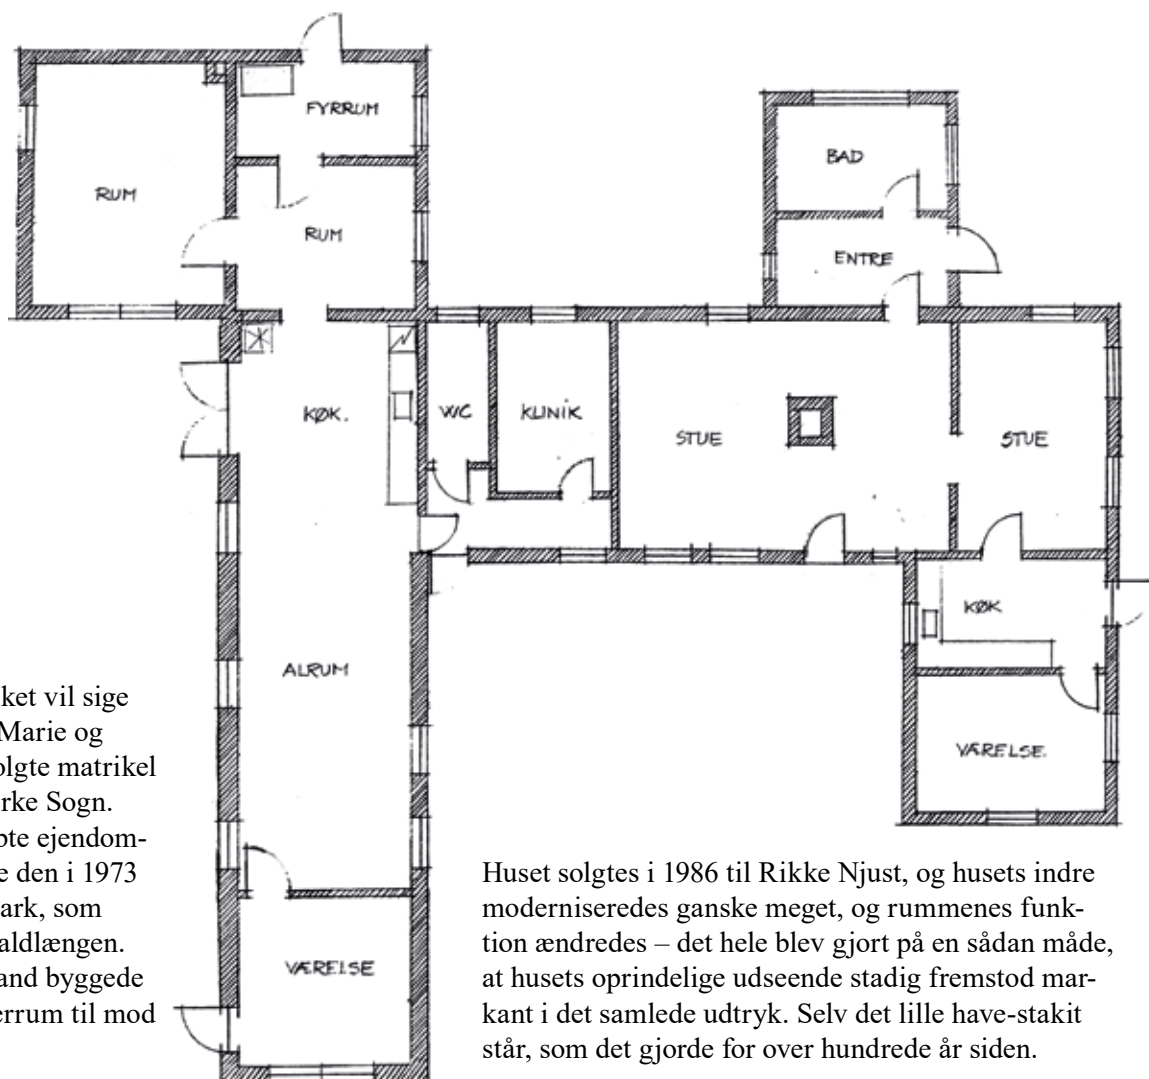 FYRRUM
BAD
RUM
RUM
ENTRE
KØK.
WC
KLINIK
STUE
STUE
KØK
ALRUM
VÆRELSE.
VÆRELSE
ket vil sige
Marie og
olgte matrikel
rke Sogn.
bte ejendom-
e den i 1973
ark, som
aldlængen.
and byggede
errum til mod
Huset solgtes i 1986 til Rikke Njust, og husets indre
moderniseredes ganske meget, og rummenes funk-
tion ændredes – det hele blev gjort på en sådan måde,
at husets oprindelige udseende stadig fremstod mar-
kant i det samlede udtryk. Selv det lille have-stakit
står, som det gjorde for over hundrede år siden.